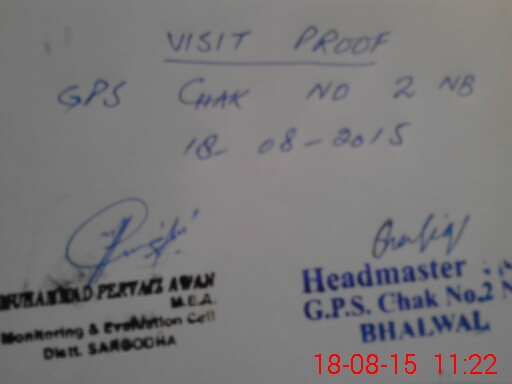 VISIT PROOF
GPS CHAK NO 2 NB
18-08-2015
MUHAMMAD PERVAIZ AWAN
M.E.A.
Monitoring & Evaluation Cell
Distt. SARGODHA
Headmaster
G.P.S. Chak No.2 N
BHALWAL
18-08-15 11:22